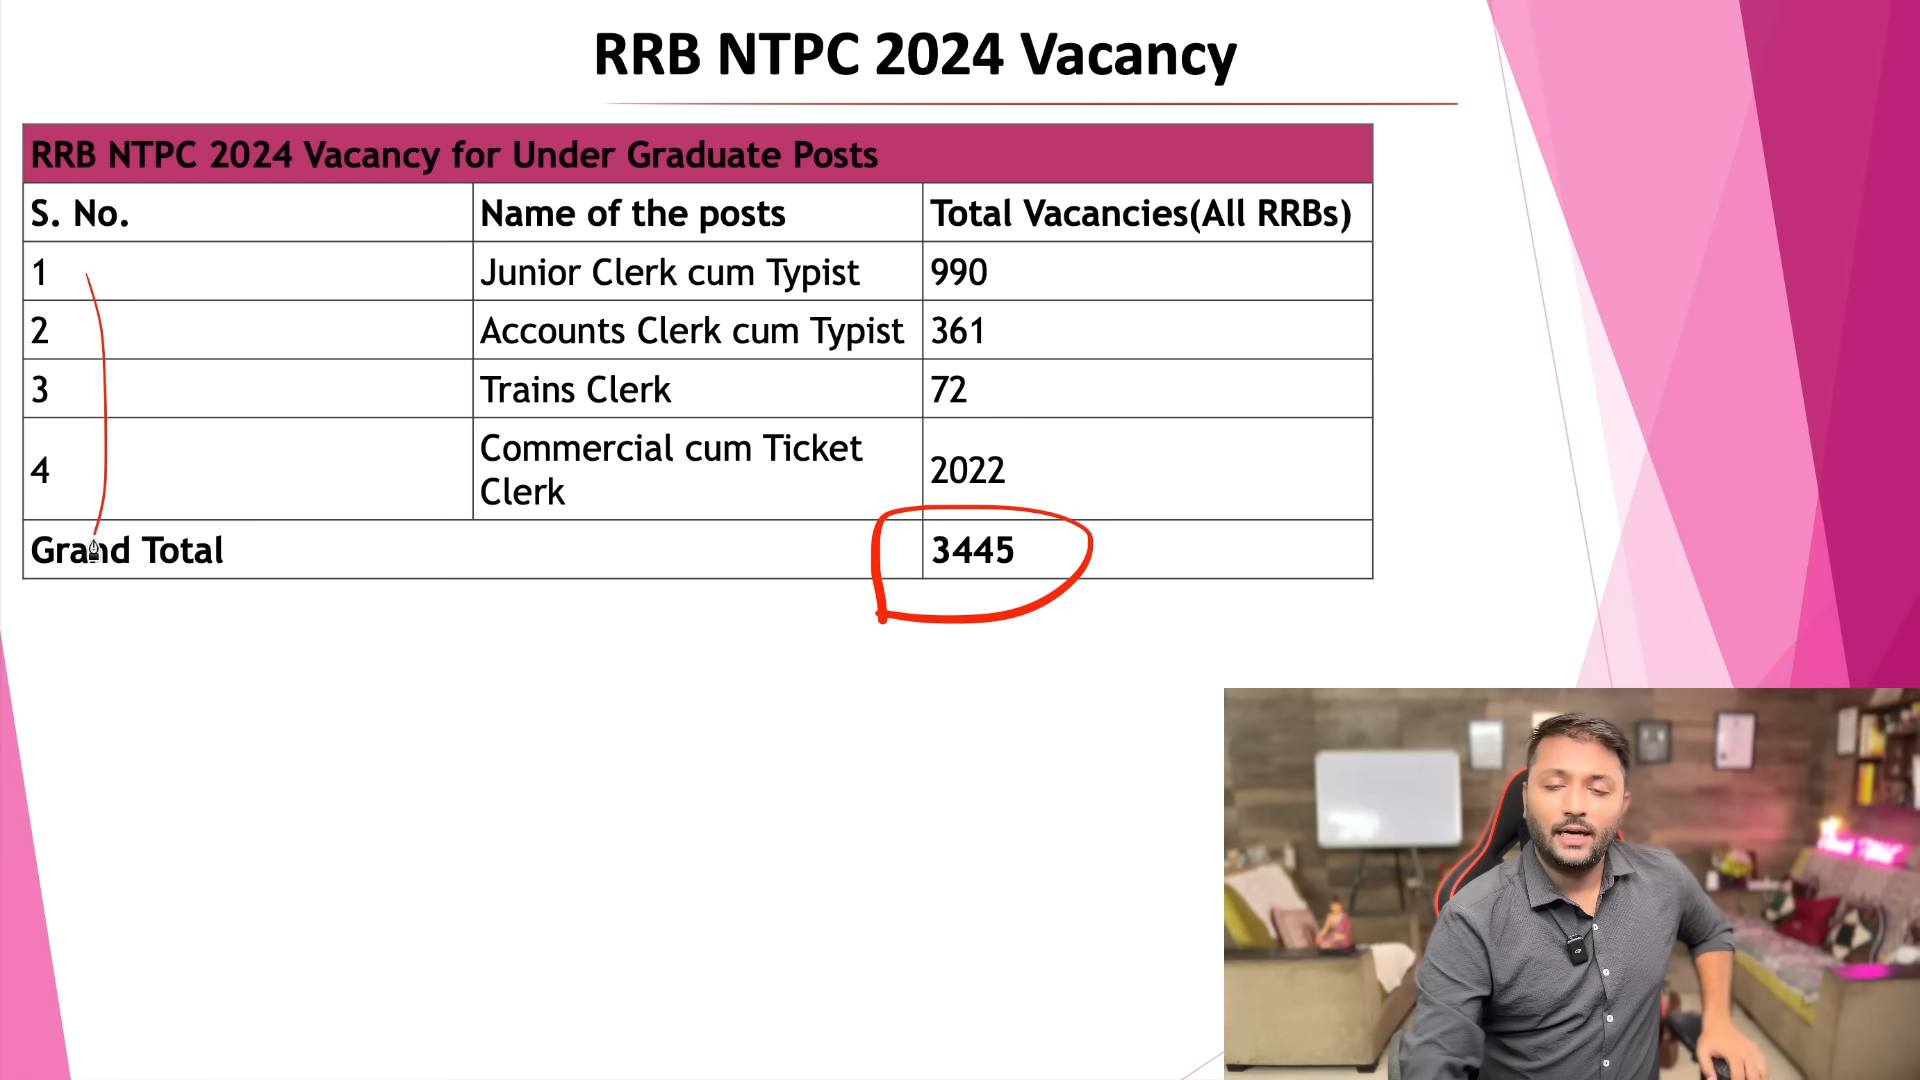 RRB NTPC 2024 Vacancy
RRB NTPC 2024 Vacancy for Under Graduate Posts
S. No. Name of the posts Total Vacancies(All RRBs)
1 Junior Clerk cum Typist 990
2 Accounts Clerk cum Typist 361
3 Trains Clerk 72
4 Commercial cum Ticket
Clerk 2022
Grand Total 3445